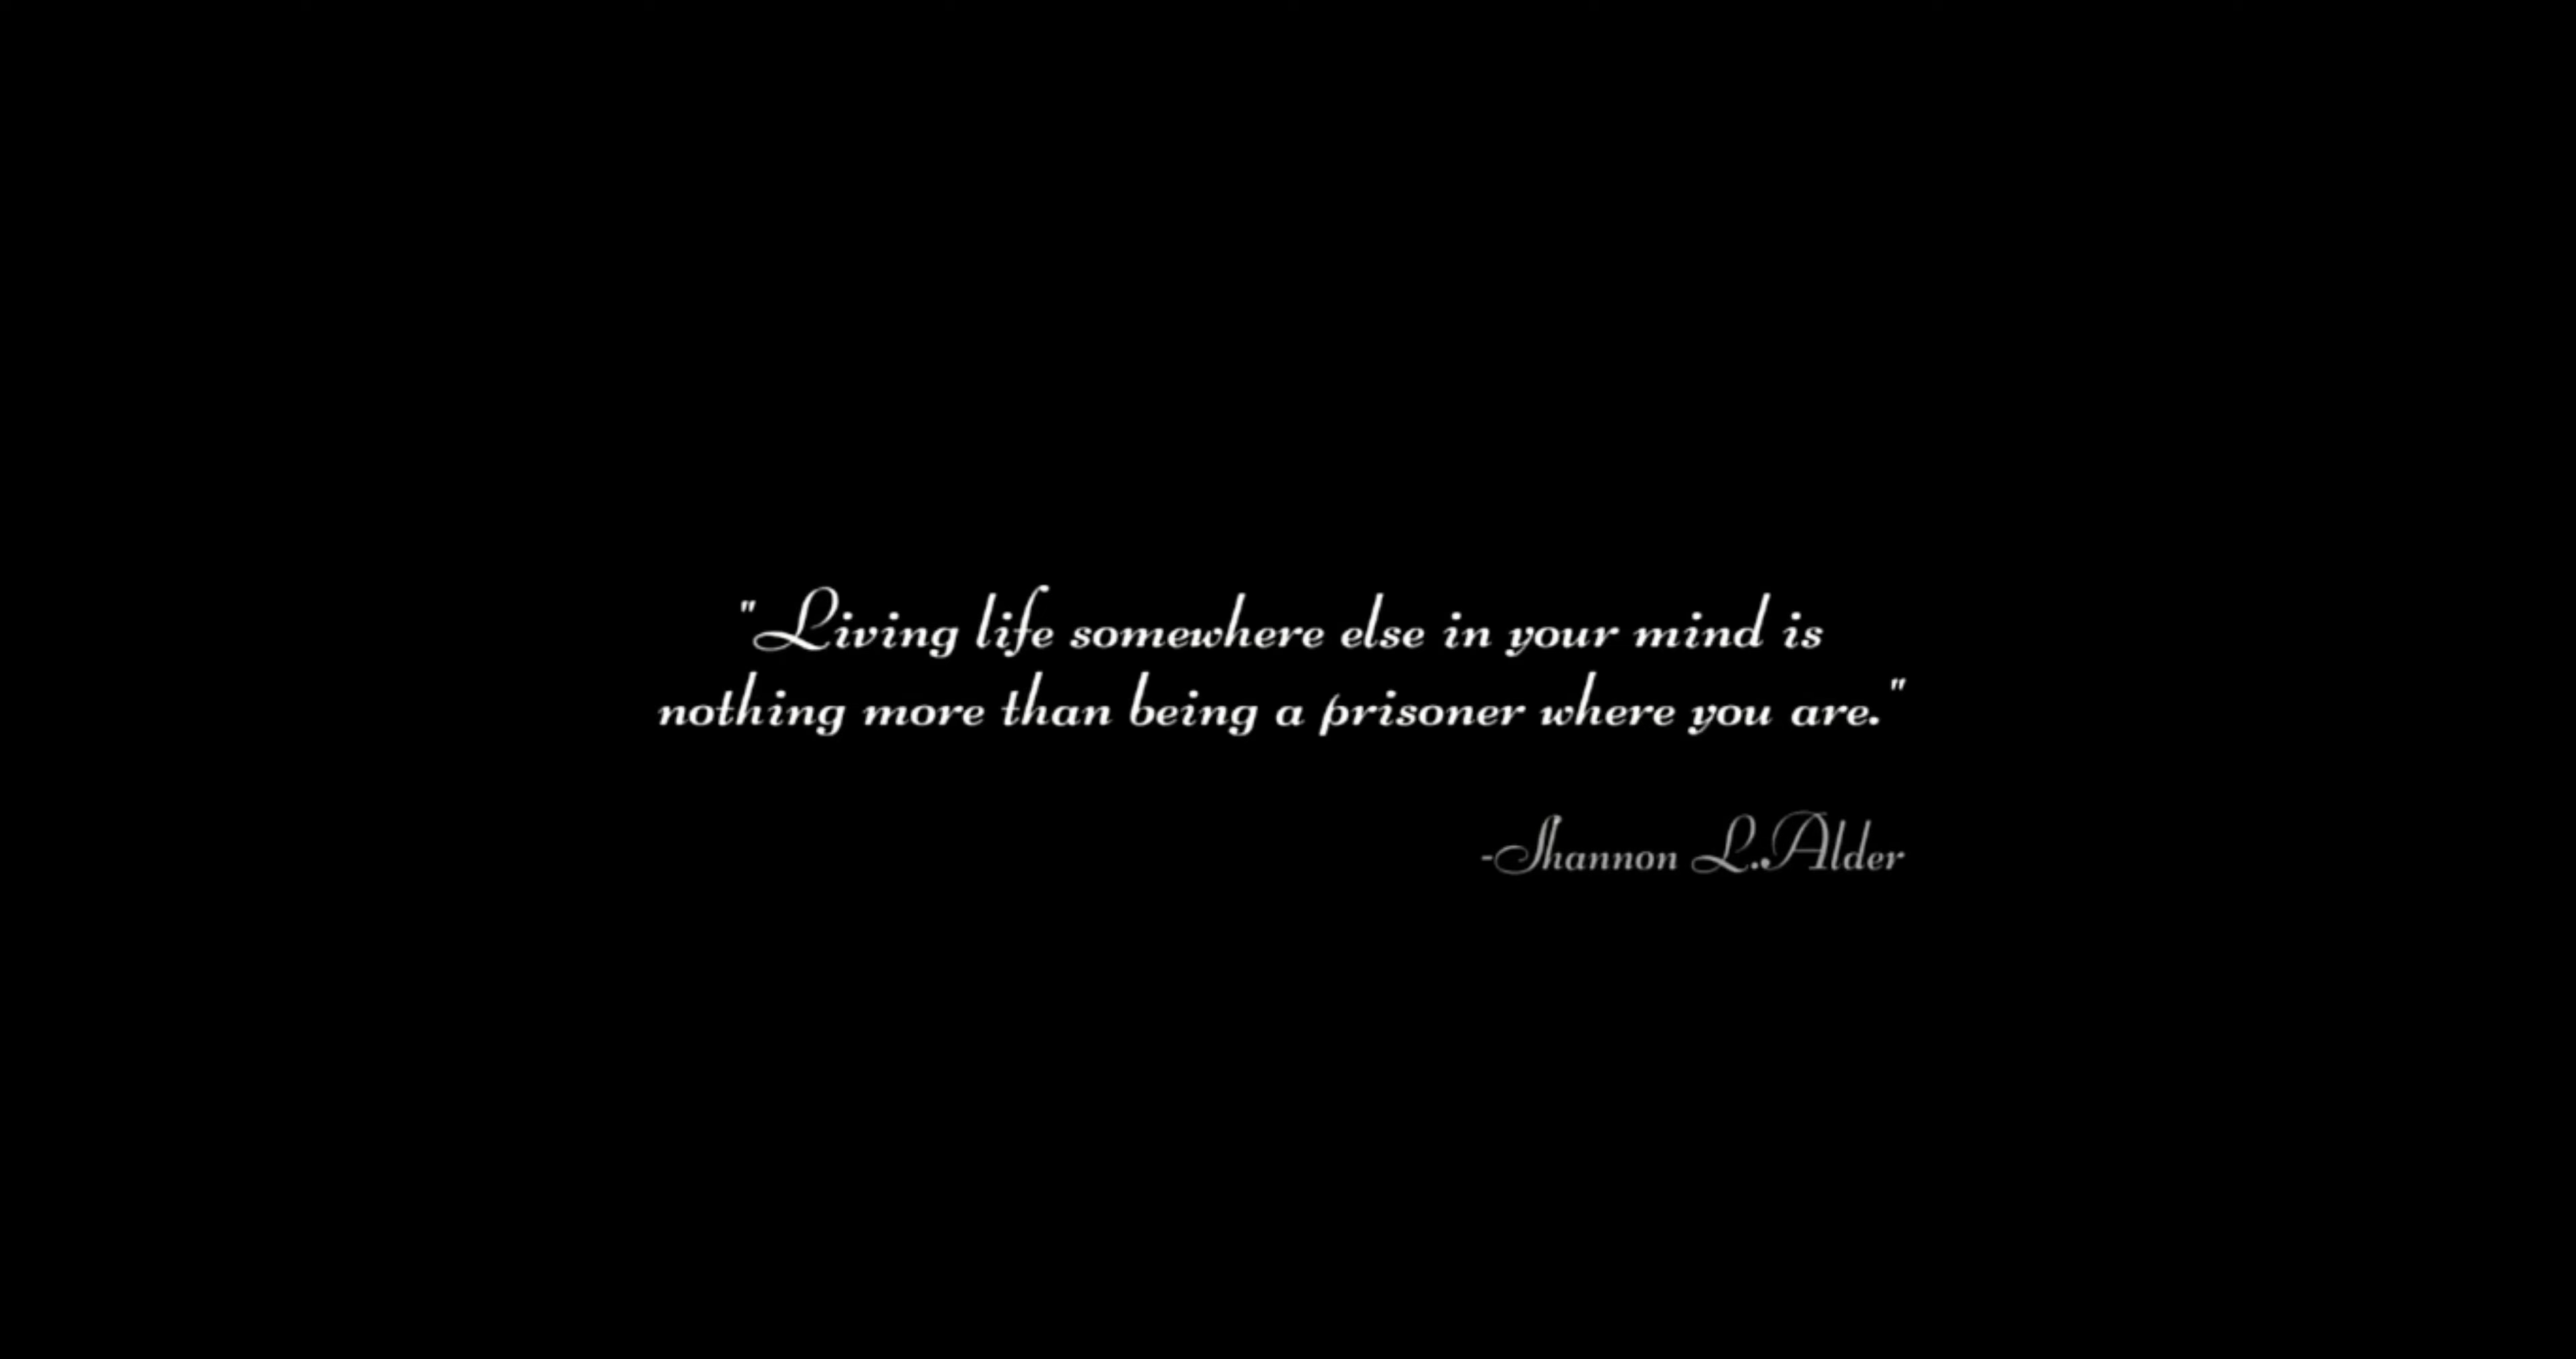 "Living life somewhere else in your mind is
nothing more than being a prisoner where you are."
-Shannon L..Alder